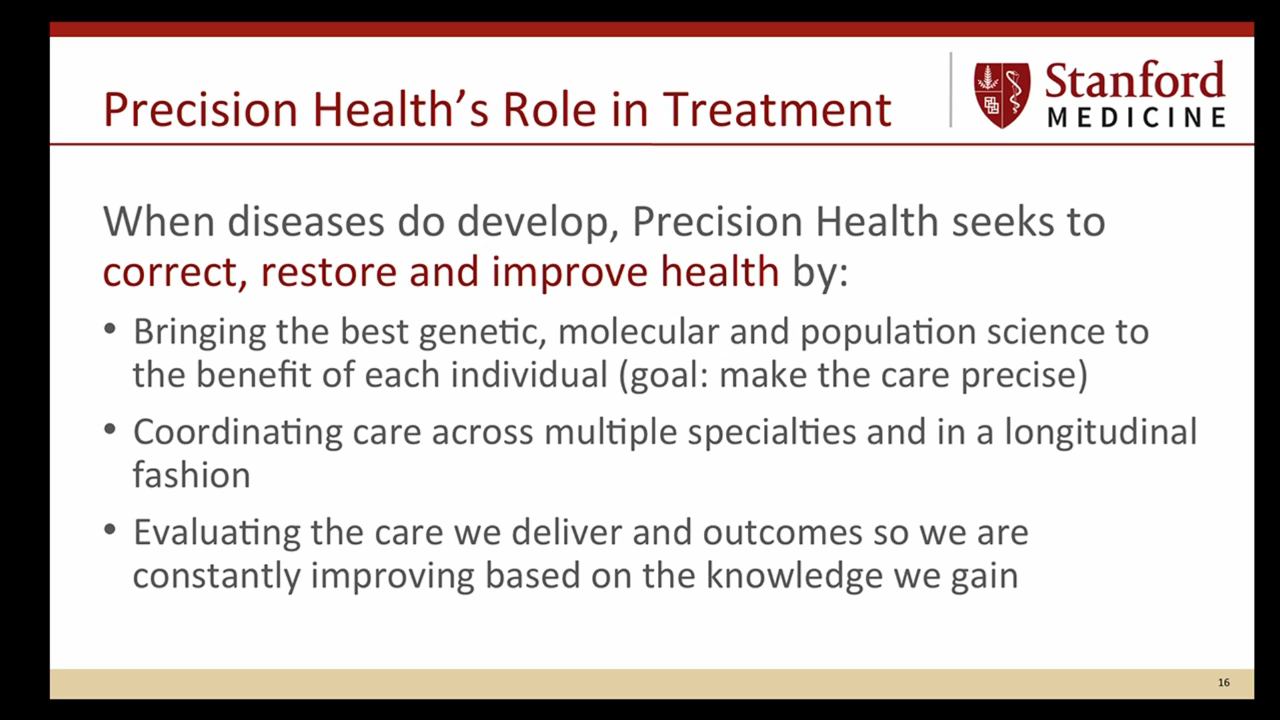 Precision Health’s Role in Treatment
Stanford
MEDICINE
When diseases do develop, Precision Health seeks to
correct, restore and improve health by:
• Bringing the best genetic, molecular and population science to
the benefit of each individual (goal: make the care precise)
• Coordinating care across multiple specialties and in a longitudinal
fashion
• Evaluating the care we deliver and outcomes so we are
constantly improving based on the knowledge we gain
16